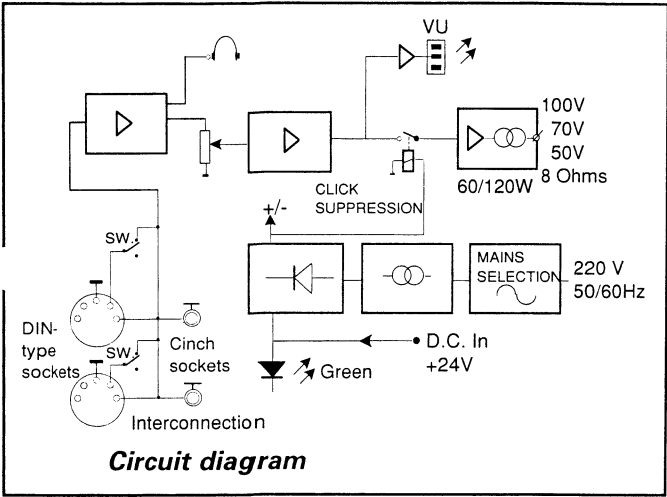 VU
100V
70V
50V
8 Ohms
60/120W
CLICK
SUPPRESSION
+/-
SW.
MAINS
SELECTION
220 V
50/60Hz
DIN-
type
sockets
SW.
Cinch
sockets
D.C. In
+24V
Green
Interconnection
Circuit diagram